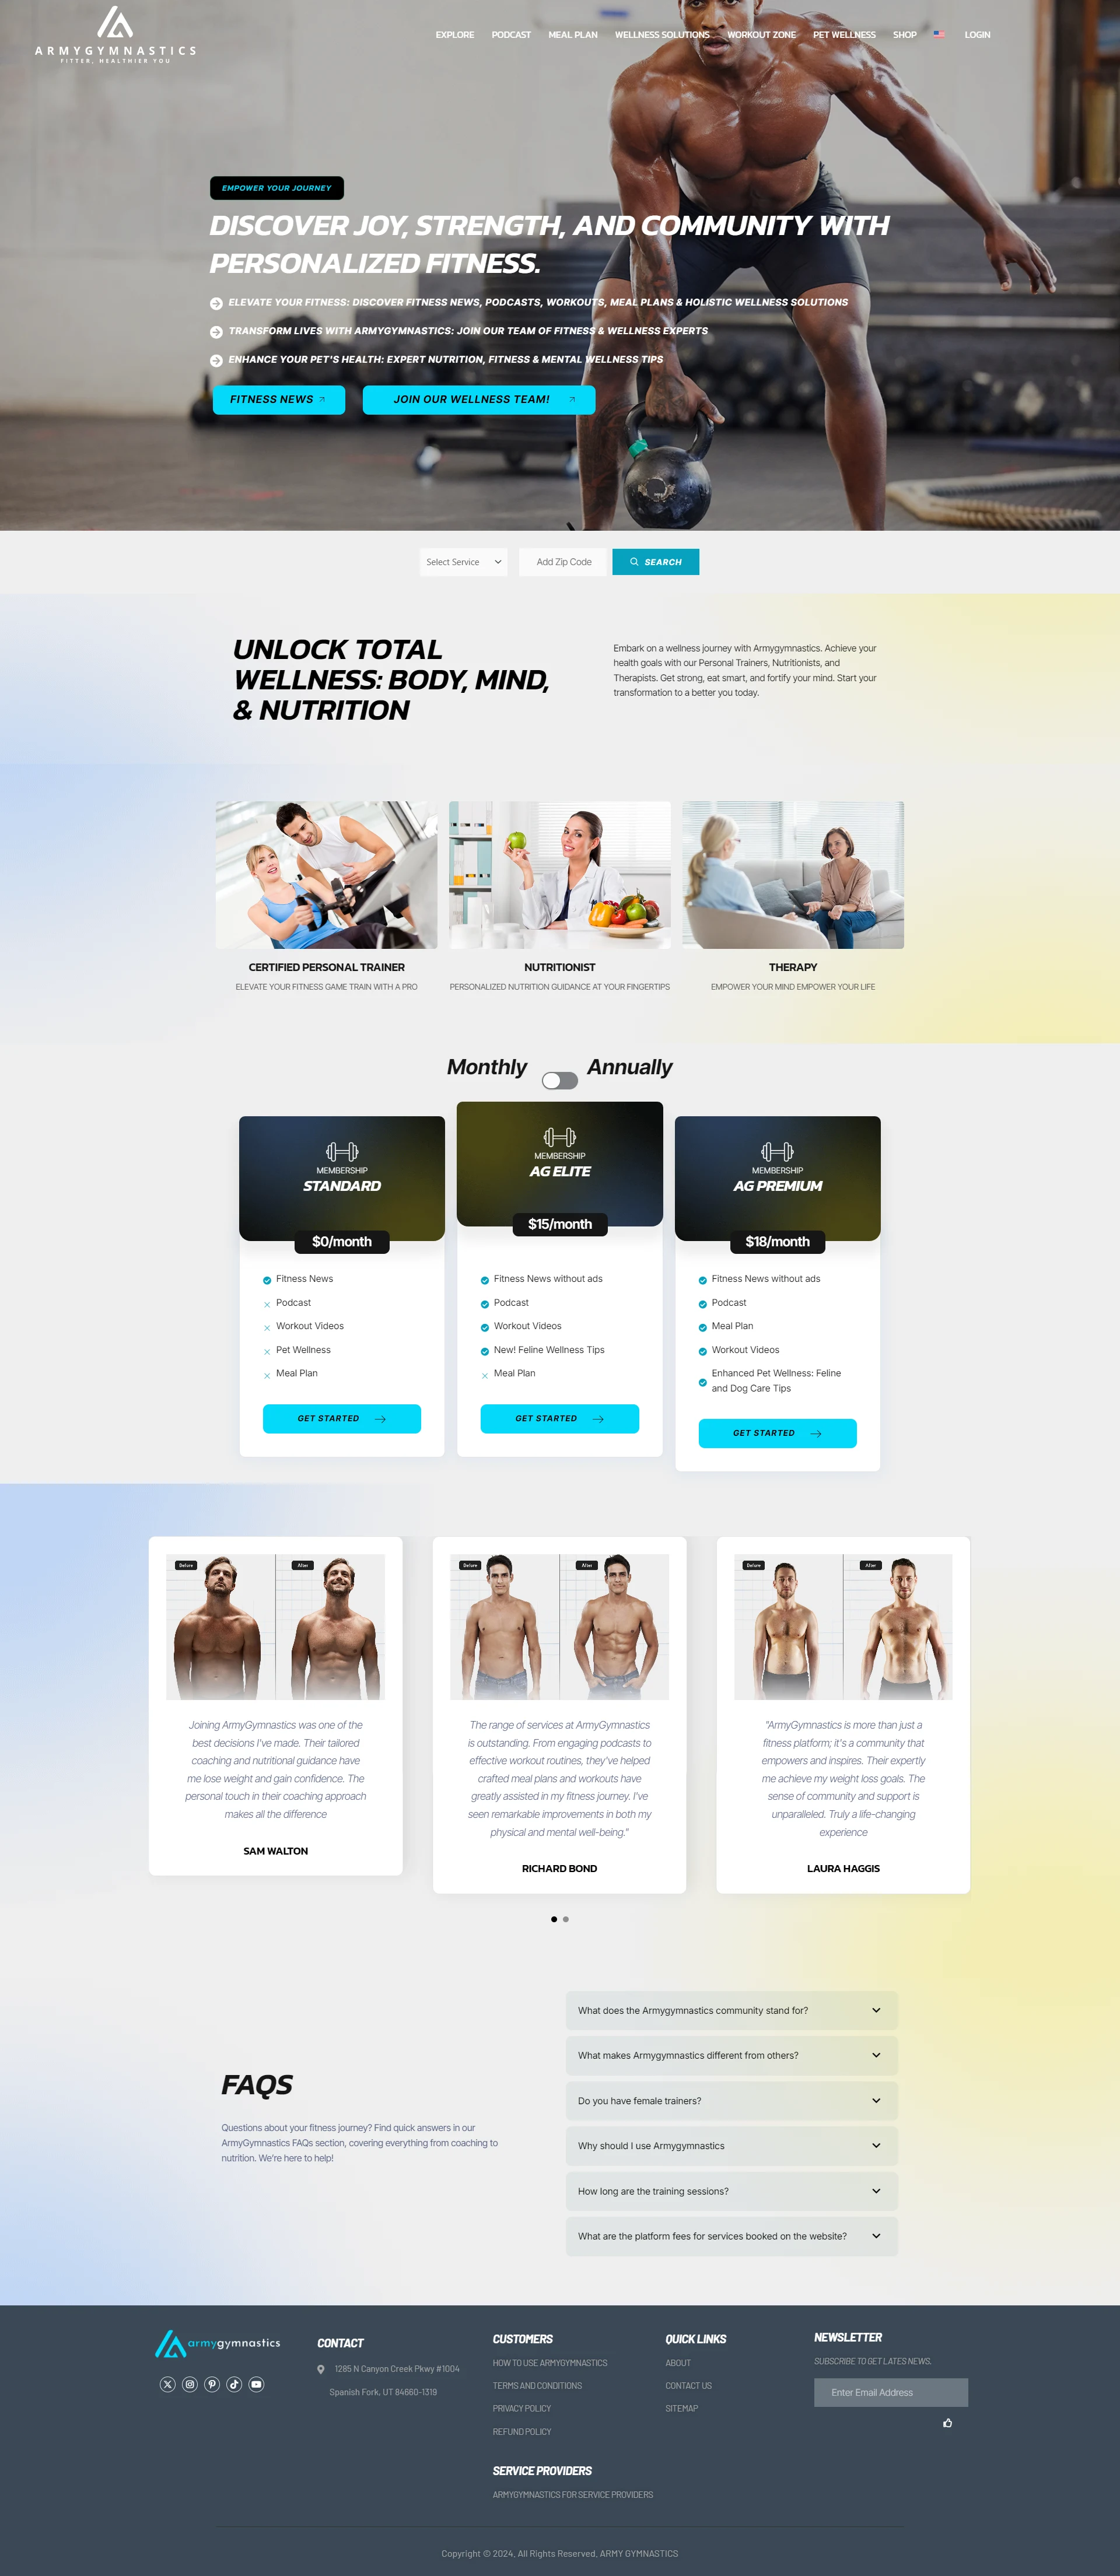 ARMYGYMNASTICS
FITTER, HEALTHIER YOU
EXPLORE
PODCAST
MEAL PLAN
WELLNESS SOLUTIONS
WORKOUT ZONE
PET WELLNESS
SHOP
LOGIN
EMPOWER YOUR JOURNEY
DISCOVER JOY, STRENGTH, AND COMMUNITY WITH
PERSONALIZED FITNESS.
ELEVATE YOUR FITNESS: DISCOVER FITNESS NEWS, PODCASTS, WORKOUTS, MEAL PLANS & HOLISTIC WELLNESS SOLUTIONS
TRANSFORM LIVES WITH ARMYGYMNASTICS: JOIN OUR TEAM OF FITNESS & WELLNESS EXPERTS
ENHANCE YOUR PET'S HEALTH: EXPERT NUTRITION, FITNESS & MENTAL WELLNESS TIPS
FITNESS NEWS
JOIN OUR WELLNESS TEAM!
Select Service
Add Zip Code
SEARCH
UNLOCK TOTAL
WELLNESS: BODY, MIND,
& NUTRITION
Embark on a wellness journey with Armygymnastics. Achieve your
health goals with our Personal Trainers, Nutritionists, and
Therapists. Get strong, eat smart, and fortify your mind. Start your
transformation to a better you today.
CERTIFIED PERSONAL TRAINER
ELEVATE YOUR FITNESS GAME TRAIN WITH A PRO
NUTRITIONIST
PERSONALIZED NUTRITION GUIDANCE AT YOUR FINGERTIPS
THERAPY
EMPOWER YOUR MIND EMPOWER YOUR LIFE
Monthly
Annually
MEMBERSHIP
STANDARD
$0/month
Fitness News
Podcast
Workout Videos
Pet Wellness
Meal Plan
GET STARTED
MEMBERSHIP
AG ELITE
$15/month
Fitness News without ads
Podcast
Workout Videos
New! Feline Wellness Tips
Meal Plan
GET STARTED
MEMBERSHIP
AG PREMIUM
$18/month
Fitness News without ads
Podcast
Meal Plan
Workout Videos
Enhanced Pet Wellness: Feline
and Dog Care Tips
GET STARTED
Before
After
Joining ArmyGymnastics was one of the
best decisions I've made. Their tailored
coaching and nutritional guidance have
me lose weight and gain confidence. The
personal touch in their coaching approach
makes all the difference
SAM WALTON
Before
After
The range of services at ArmyGymnastics
is outstanding. From engaging podcasts to
effective workout routines, they've helped
crafted meal plans and workouts have
greatly assisted in my fitness journey. I've
seen remarkable improvements in both my
physical and mental well-being."
RICHARD BOND
Before
After
"ArmyGymnastics is more than just a
fitness platform; it's a community that
empowers and inspires. Their expertly
me achieve my weight loss goals. The
sense of community and support is
unparalleled. Truly a life-changing
experience
LAURA HAGGIS
FAQS
Questions about your fitness journey? Find quick answers in our
ArmyGymnastics FAQs section, covering everything from coaching to
nutrition. We're here to help!
What does the Armygymnastics community stand for?
What makes Armygymnastics different from others?
Do you have female trainers?
Why should I use Armygymnastics
How long are the training sessions?
What are the platform fees for services booked on the website?
armygymnastics
CONTACT
1285 N Canyon Creek Pkwy #1004
Spanish Fork, UT 84660-1319
CUSTOMERS
HOW TO USE ARMYGYMNASTICS
TERMS AND CONDITIONS
PRIVACY POLICY
REFUND POLICY
SERVICE PROVIDERS
ARMYGYMNASTICS FOR SERVICE PROVIDERS
QUICK LINKS
ABOUT
CONTACT US
SITEMAP
NEWSLETTER
SUBSCRIBE TO GET LATES NEWS.
Enter Email Address
Copyright © 2024. All Rights Reserved. ARMY GYMNASTICS